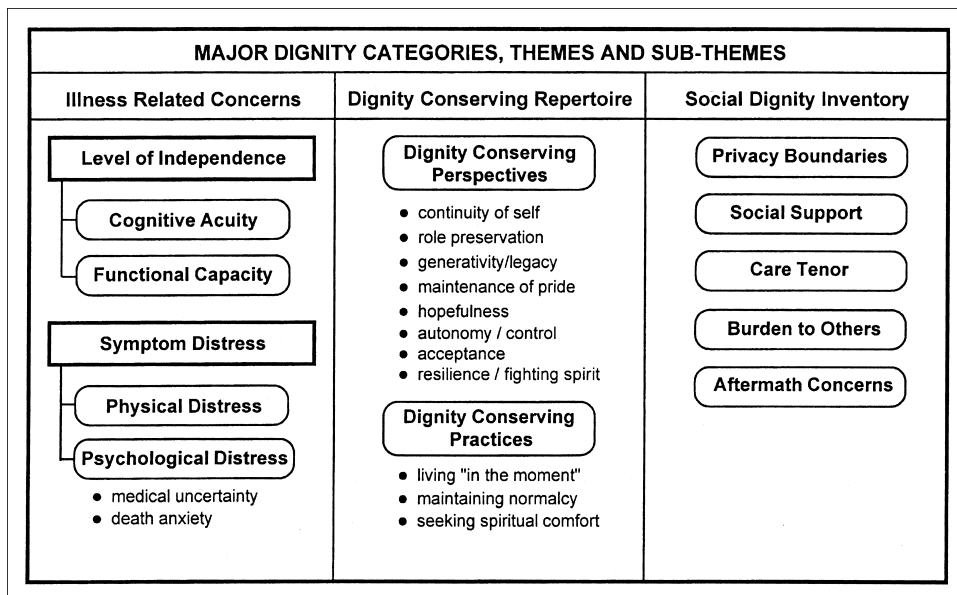 MAJOR DIGNITY CATEGORIES, THEMES AND SUB-THEMES
Illness Related Concerns
Level of Independence
Cognitive Acuity
Functional Capacity
Symptom Distress
Physical Distress
Psychological Distress
• medical uncertainty
• death anxiety
Dignity Conserving Repertoire
Dignity Conserving
Perspectives
• continuity of self
• role preservation
• generativity/legacy
• maintenance of pride
• hopefulness
• autonomy / control
• acceptance
• resilience / fighting spirit
Dignity Conserving
Practices
• living "in the moment"
• maintaining normalcy
• seeking spiritual comfort
Social Dignity Inventory
Privacy Boundaries
Social Support
Care Tenor
Burden to Others
Aftermath Concerns